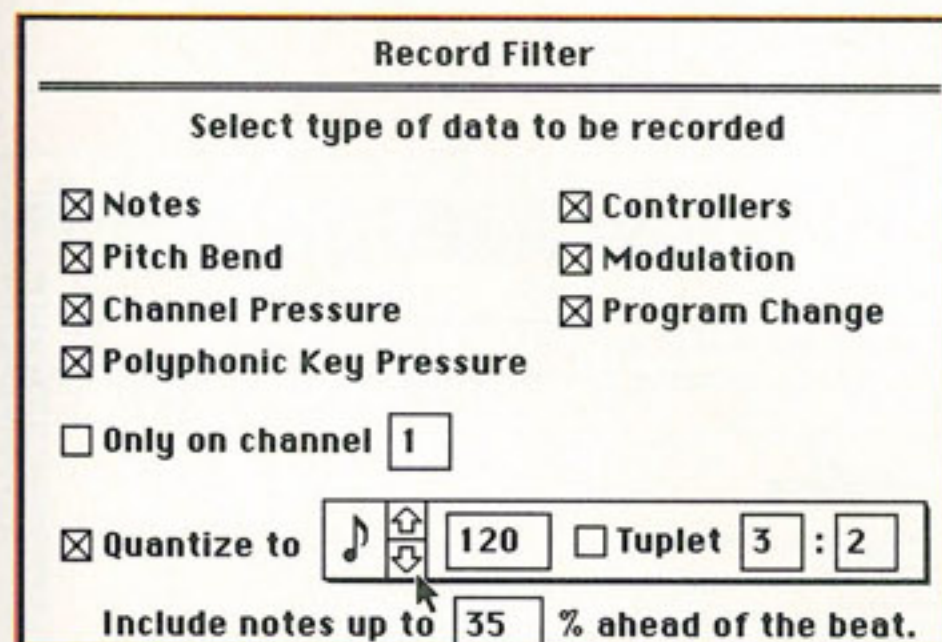 Record Filter
Select type of data to be recorded
Notes Controllers
Pitch Bend Modulation
Channel Pressure Program Change
Polyphonic Key Pressure
Only on channel 1
Quantize to 120 Tuplet 3 : 2
Include notes up to 35 % ahead of the beat.